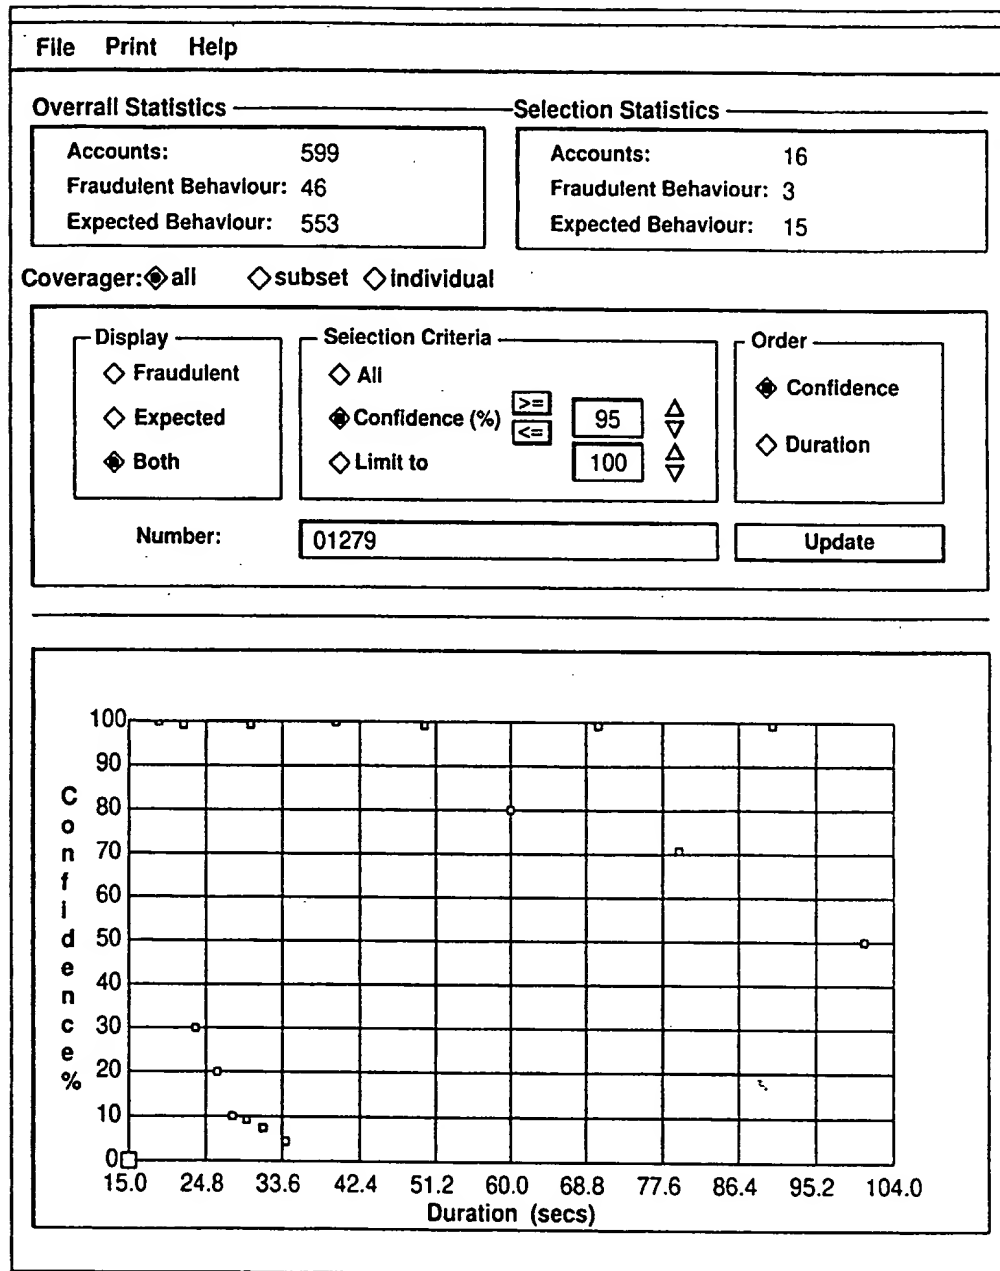 File Print Help
Overrall Statistics
Accounts: 599
Fraudulent Behaviour: 46
Expected Behaviour: 553
Selection Statistics
Accounts: 16
Fraudulent Behaviour: 3
Expected Behaviour: 15
Coverager: all subset individual
Display
Fraudulent
Expected
Both
Selection Criteria
All
Confidence (%) >= <= 95
Limit to 100
Order
Confidence
Duration
Number: 01279 Update
Confidence %
100
90
80
70
60
50
40
30
20
10
0
15.0 24.8 33.6 42.4 51.2 60.0 68.8 77.6 86.4 95.2 104.0
Duration (secs)